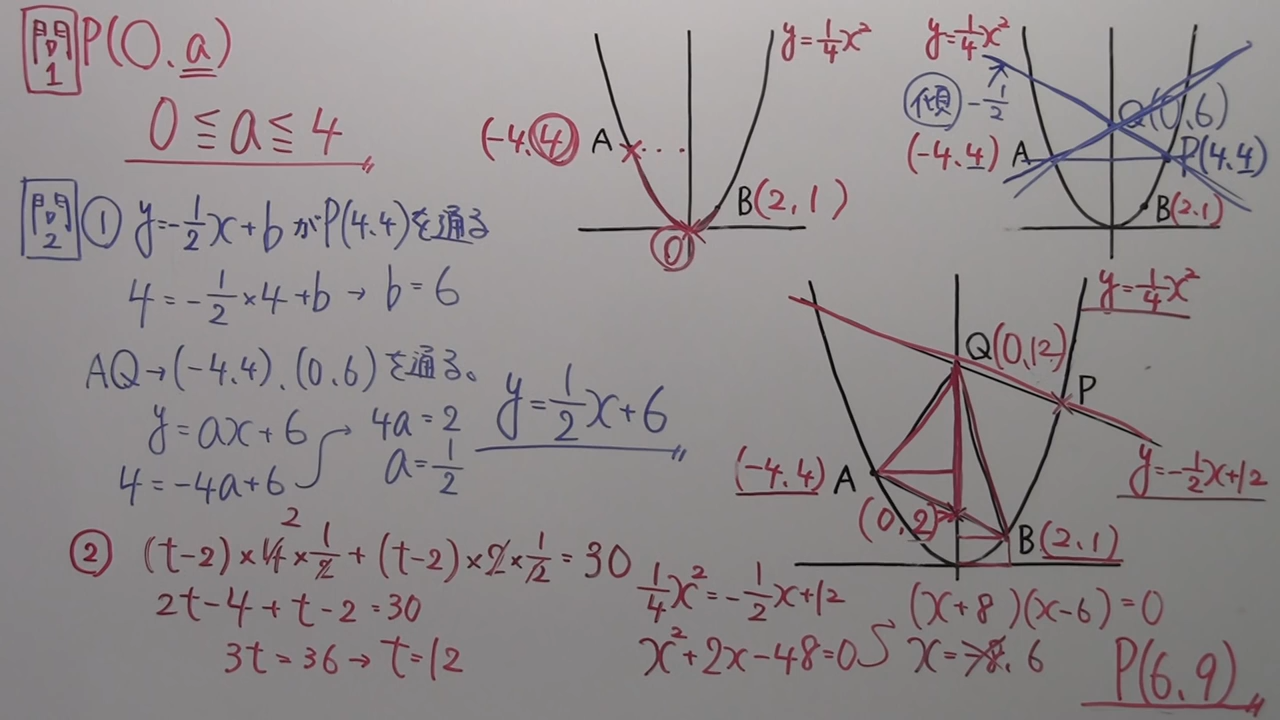 問1 P(0.a)
0≦a≦4
問2 ① y=-1/2x+bがP(4.4)を通る
4=-1/2×4+b→b=6
AQ→(-4.4).(0.6)を通る。
y=ax+6
4=-4a+6
4a=2
a=1/2
y=1/2x+6
② (t-2)×4×1/2+(t-2)×2×1/2=30
2
2t-4+t-2=30
3t=36→t=12
y=1/4x²
(-4.4) A
B(2,1)
0
y=1/4x²
傾 -1/2
Q(0,6)
(-4.4) A
P(4.4)
B(2.1)
y=1/4x²
Q(0,12)
P
(-4.4) A
y=-1/2x+12
(0,2)
B(2,1)
1/4x²=-1/2x+12
x²+2x-48=0
(x+8)(x-6)=0
x=-8.6
P(6,9)